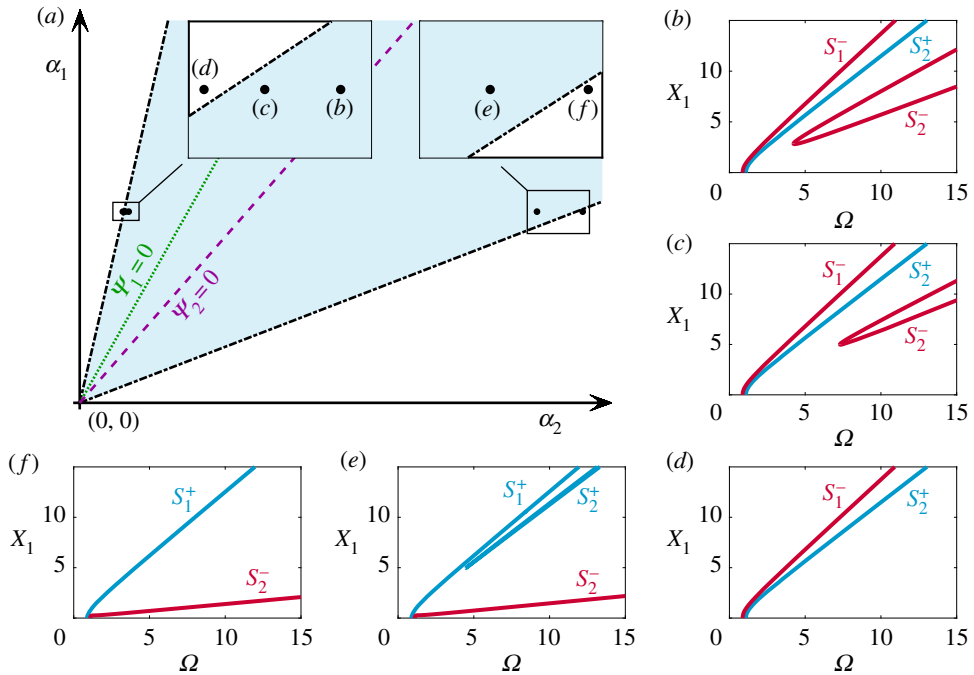 (a)
α₁
(d)
(c)
(b)
(e)
(f)
Ψ₁ = 0
Ψ₂ = 0
(0, 0)
α₂
(b)
X₁
10
5
0
5
10
15
Ω
S₁⁻
S₂⁺
S₂⁻
(c)
X₁
10
5
0
5
10
15
Ω
S₁⁻
S₂⁺
S₂⁻
(f)
X₁
10
5
0
5
10
15
Ω
S₁⁺
S₂⁻
(e)
X₁
10
5
0
5
10
15
Ω
S₁⁺
S₂⁺
S₂⁻
(d)
X₁
10
5
0
5
10
15
Ω
S₁⁻
S₂⁺